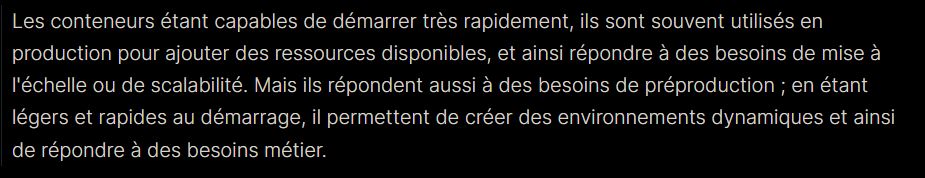 Les conteneurs étant capables de démarrer très rapidement, ils sont souvent utilisés en
production pour ajouter des ressources disponibles, et ainsi répondre à des besoins de mise à
l'échelle ou de scalabilité. Mais ils répondent aussi à des besoins de préproduction ; en étant
légers et rapides au démarrage, il permettent de créer des environnements dynamiques et ainsi
de répondre à des besoins métier.